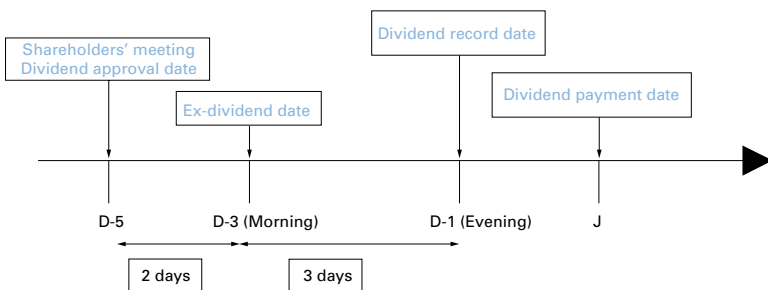 Shareholders’ meeting
Dividend approval date
Ex-dividend date
Dividend record date
Dividend payment date
D-5
D-3 (Morning)
D-1 (Evening)
J
2 days
3 days